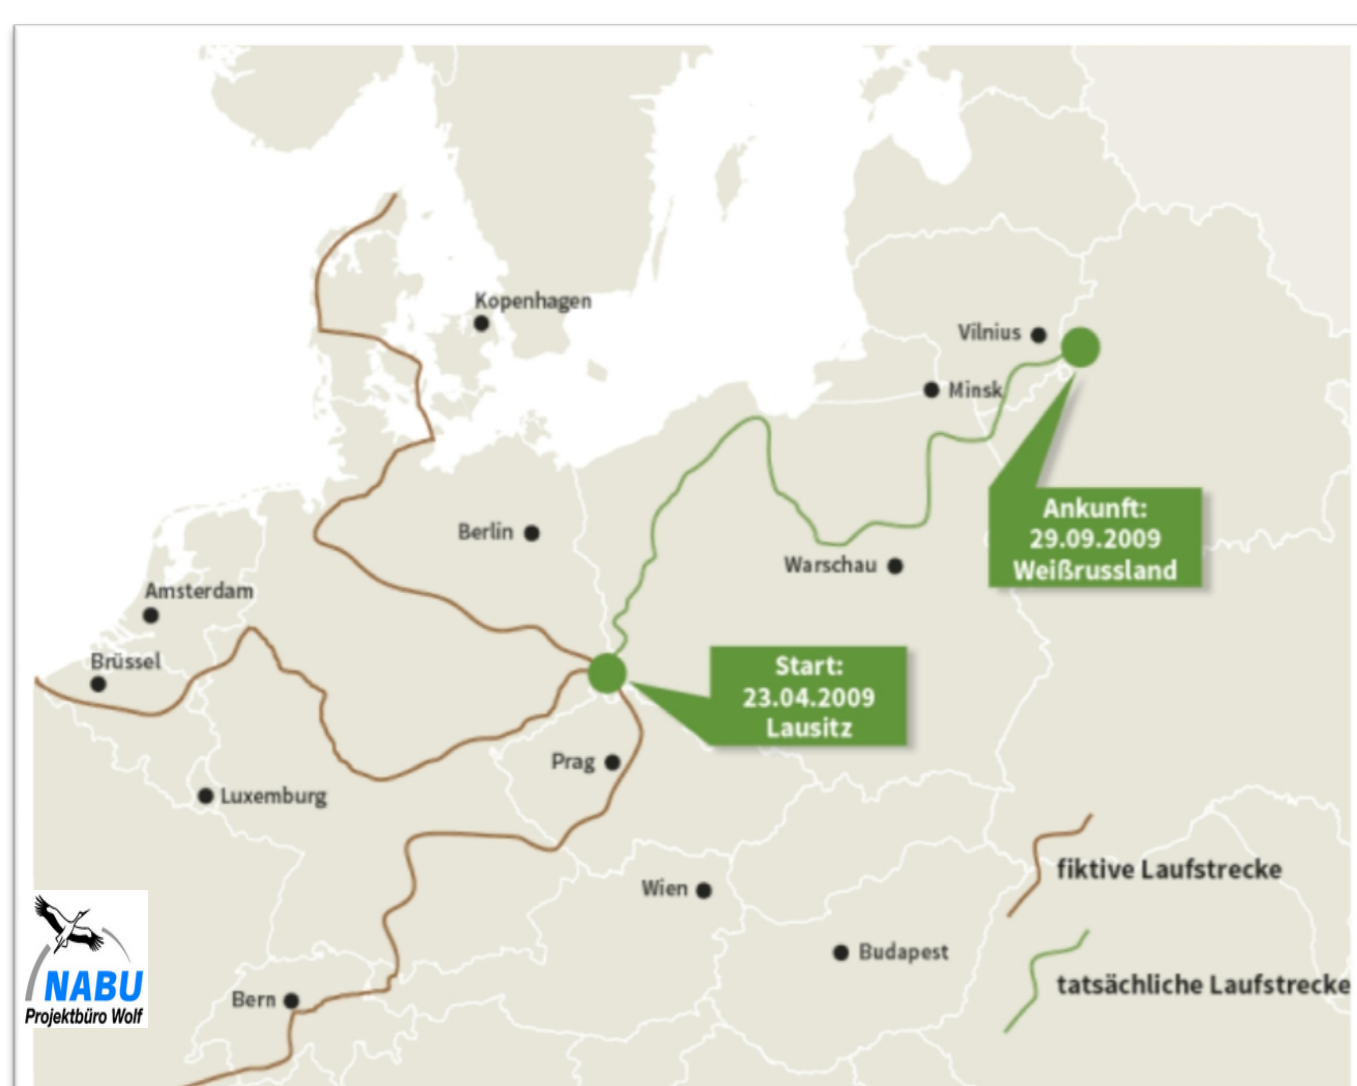 Kopenhagen
Vilnius
Minsk
Ankunft:
29.09.2009
Weißrussland
Berlin
Warschau
Amsterdam
Brüssel
Start:
23.04.2009
Lausitz
Prag
Luxemburg
fiktive Laufstrecke
Wien
Budapest
tatsächliche Laufstrecke
Bern
NABU
Projektbüro Wolf